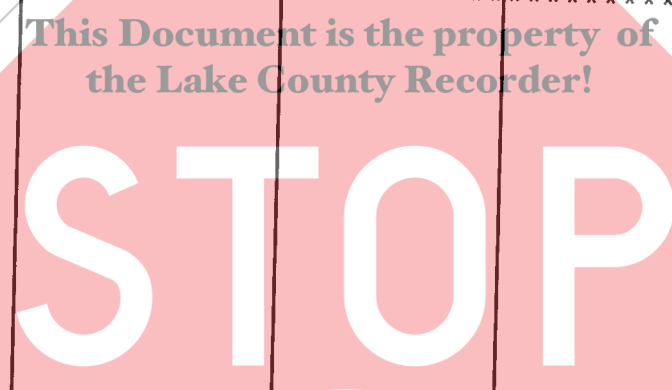 This Document is the property of
the Lake County Recorder!
STOP